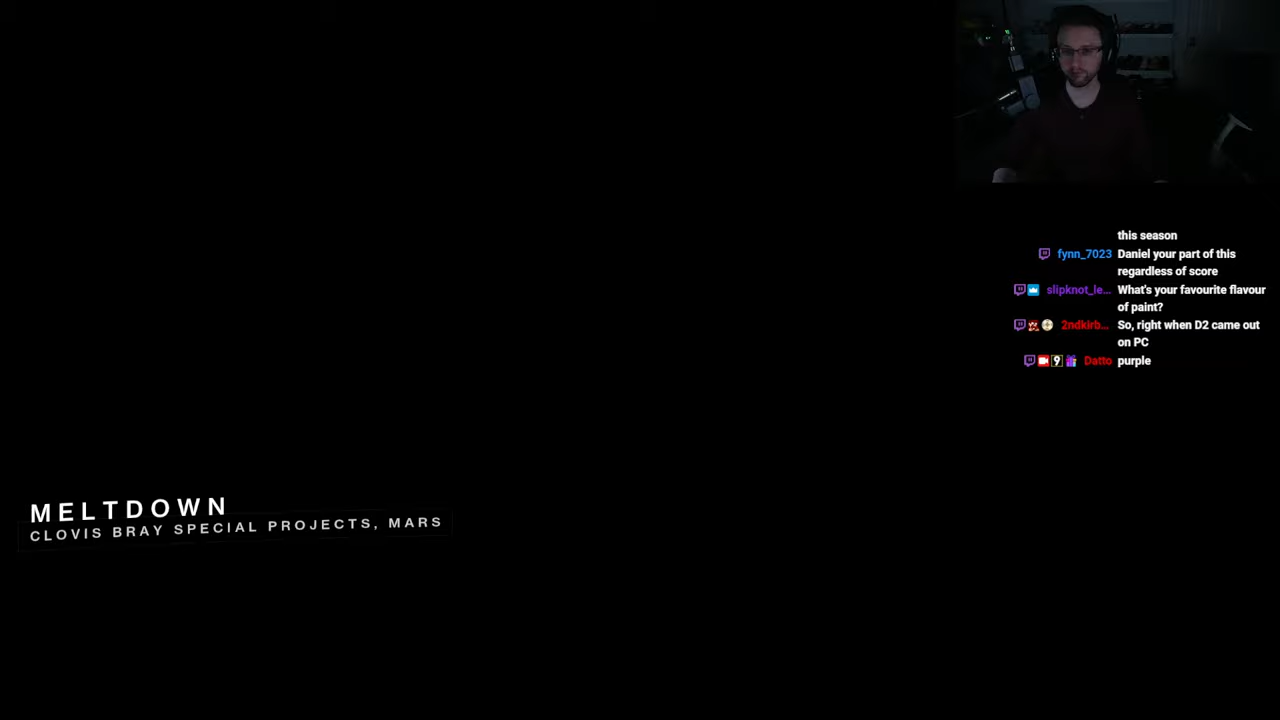 this season
fynn_7023 Daniel your part of this
regardless of score
slipknot_le... What's your favourite flavour
of paint?
2ndkirb... So, right when D2 came out
on PC
9 Datto purple
MELTDOWN
CLOVIS BRAY SPECIAL PROJECTS, MARS